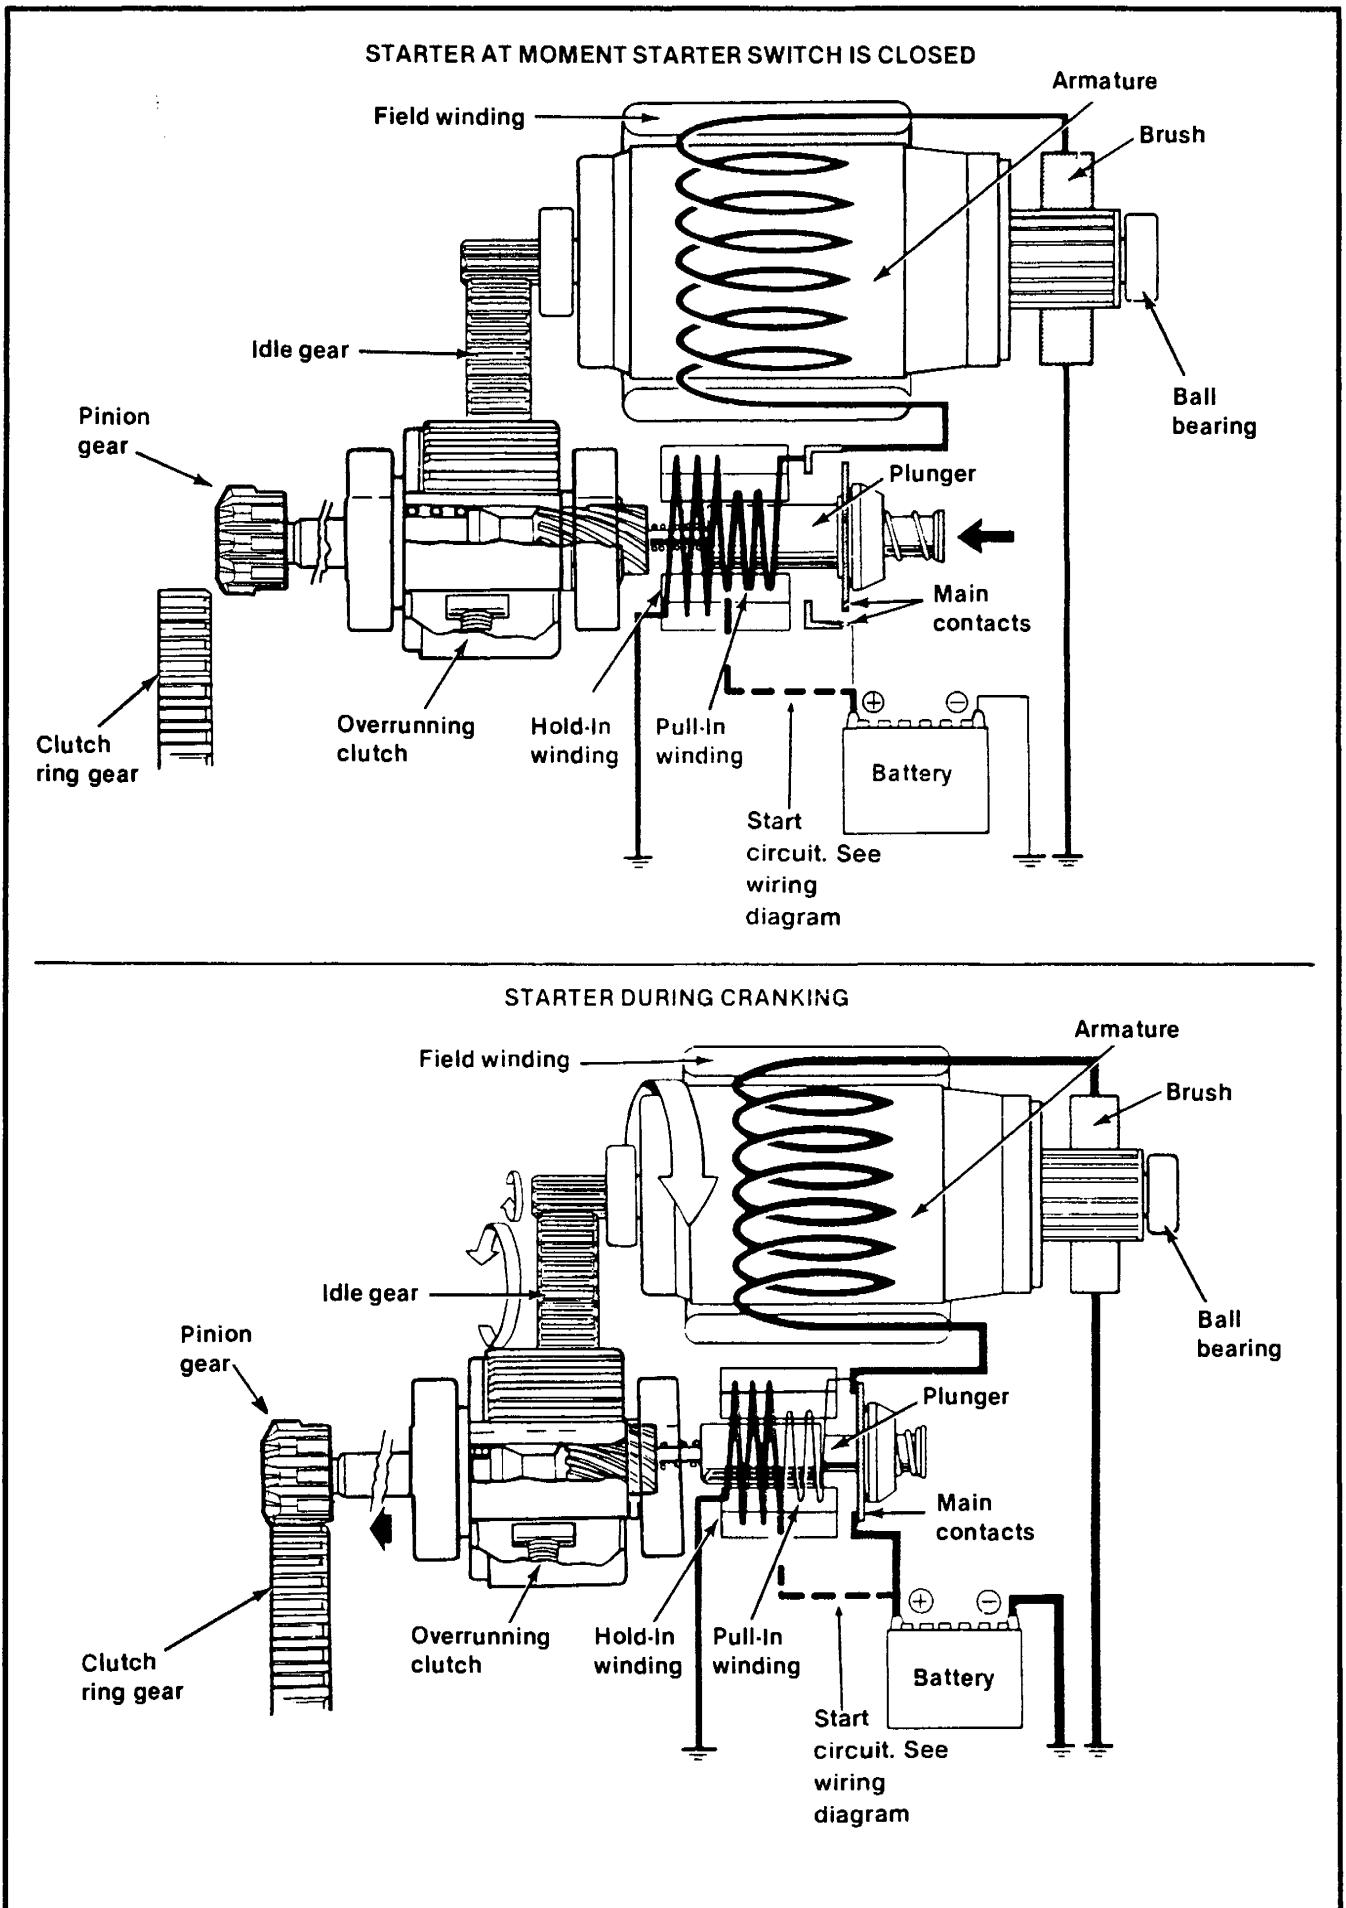 STARTER AT MOMENT STARTER SWITCH IS CLOSED
Armature
Field winding
Brush
Idle gear
Ball
bearing
Pinion
gear
Plunger
Main
contacts
Overrunning
clutch
Hold-In
winding
Pull-In
winding
+
−
Clutch
ring gear
Battery
Start
circuit. See
wiring
diagram
STARTER DURING CRANKING
Armature
Field winding
Brush
Idle gear
Ball
bearing
Pinion
gear
Plunger
Main
contacts
Overrunning
clutch
Hold-In
winding
Pull-In
winding
+
−
Clutch
ring gear
Battery
Start
circuit. See
wiring
diagram